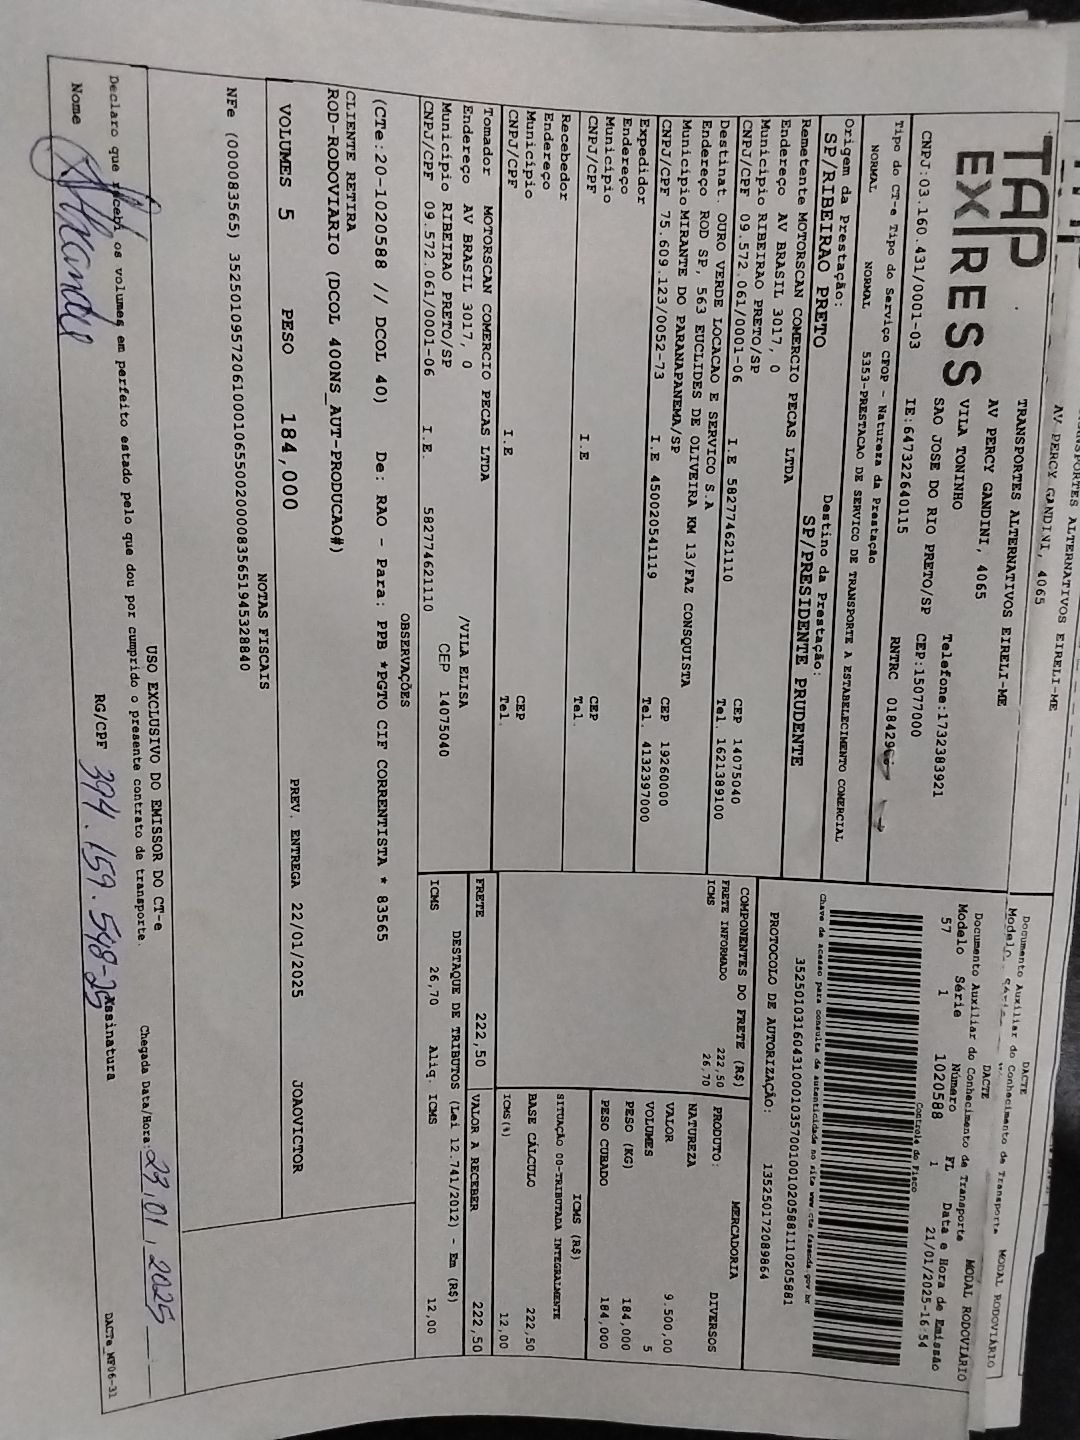 TRANSPORTES ALTERNATIVOS EIRELI-ME
AV PERCY GANDINI, 4065
DACTE
Documento Auxiliar do Conhecimento de Transporte
MODAL RODOVIÁRIO
TAP EXPRESS
TRANSPORTES ALTERNATIVOS EIRELI-ME
AV PERCY GANDINI, 4065
VILA TONINHO
SAO JOSE DO RIO PRETO/SP
Telefone:1732383921
CEP:15077000
CNPJ:03.160.431/0001-03
IE:647322640115
RNTRC 018429
DACTE
Documento Auxiliar do Conhecimento de Transporte
MODAL RODOVIÁRIO
Modelo Série Número FL Data e Hora de Emissão
57 1 1020588 1 21/01/2025-16:54
Controle do Fisco
Tipo do CT-e Tipo do Serviço CFOP - Natureza da Prestação
NORMAL NORMAL 5353-PRESTACAO DE SERVICO DE TRANSPORTE A ESTABELECIMENTO COMERCIAL
Chave de acesso para consulta de autenticidade no site www.cte.fazenda.gov.br
35250103160431000103570010010205881110205881
PROTOCOLO DE AUTORIZAÇÃO: 135250172089864
Origem da Prestação:
SP/RIBEIRAO PRETO
Destino da Prestação:
SP/PRESIDENTE PRUDENTE
Remetente MOTORSCAN COMERCIO PECAS LTDA
Endereço AV BRASIL 3017, 0
Município RIBEIRAO PRETO/SP CEP 14075040
CNPJ/CPF 09.572.061/0001-06 I.E 582774621110 Tel. 1621389100
Destinat. OURO VERDE LOCACAO E SERVICO S.A
Endereço ROD SP, 563 EUCLIDES DE OLIVEIRA KM 13/FAZ CONSQUISTA
Município MIRANTE DO PARANAPANEMA/SP CEP 19260000
CNPJ/CPF 75.609.123/0052-73 I.E 450020541119 Tel. 4132397000
Expedidor
Endereço
Município CEP
CNPJ/CPF I.E Tel.
Recebedor
Endereço
Município CEP
CNPJ/CPF I.E Tel.
Tomador MOTORSCAN COMERCIO PECAS LTDA
Endereço AV BRASIL 3017, 0 /VILA ELISA
Município RIBEIRAO PRETO/SP CEP 14075040
CNPJ/CPF 09.572.061/0001-06 I.E. 582774621110
COMPONENTES DO FRETE (R$)
FRETE INFORMADO 222,50
ICMS 26,70
MERCADORIA
PRODUTO: DIVERSOS
NATUREZA
VALOR 9.500,00
VOLUMES 5
PESO (KG) 184,000
PESO CUBADO 184,000
ICMS (R$)
SITUAÇÃO 00-TRIBUTADA INTEGRALMENTE
BASE CÁLCULO 222,50
ICMS(%) 12,00
FRETE 222,50 VALOR A RECEBER 222,50
DESTAQUE DE TRIBUTOS (Lei 12.741/2012) - Em (R$)
ICMS 26,70 Aliq. ICMS 12,00
OBSERVAÇÕES
(CTe:20-1020588 // DCOL 40) De: RAO - Para: PPB *PGTO CIF CORRENTISTA * 83565
CLIENTE RETIRA
ROD-RODOVIARIO (DCOL 400NS_AUT-PRODUCAO#)
VOLUMES 5 PESO 184,000 PREV. ENTREGA 22/01/2025 JOAOVICTOR
NOTAS FISCAIS
NFe (000083565) 35250109572061000106550020000835651945328840
USO EXCLUSIVO DO EMISSOR DO CT-e
Declaro que recebi os volumes em perfeito estado pelo que dou por cumprido o presente contrato de transporte.
Chegada Data/Hora: 23/01/2025
Nome RG/CPF 394.159.548-25 Assinatura
DACTe_MF06-31